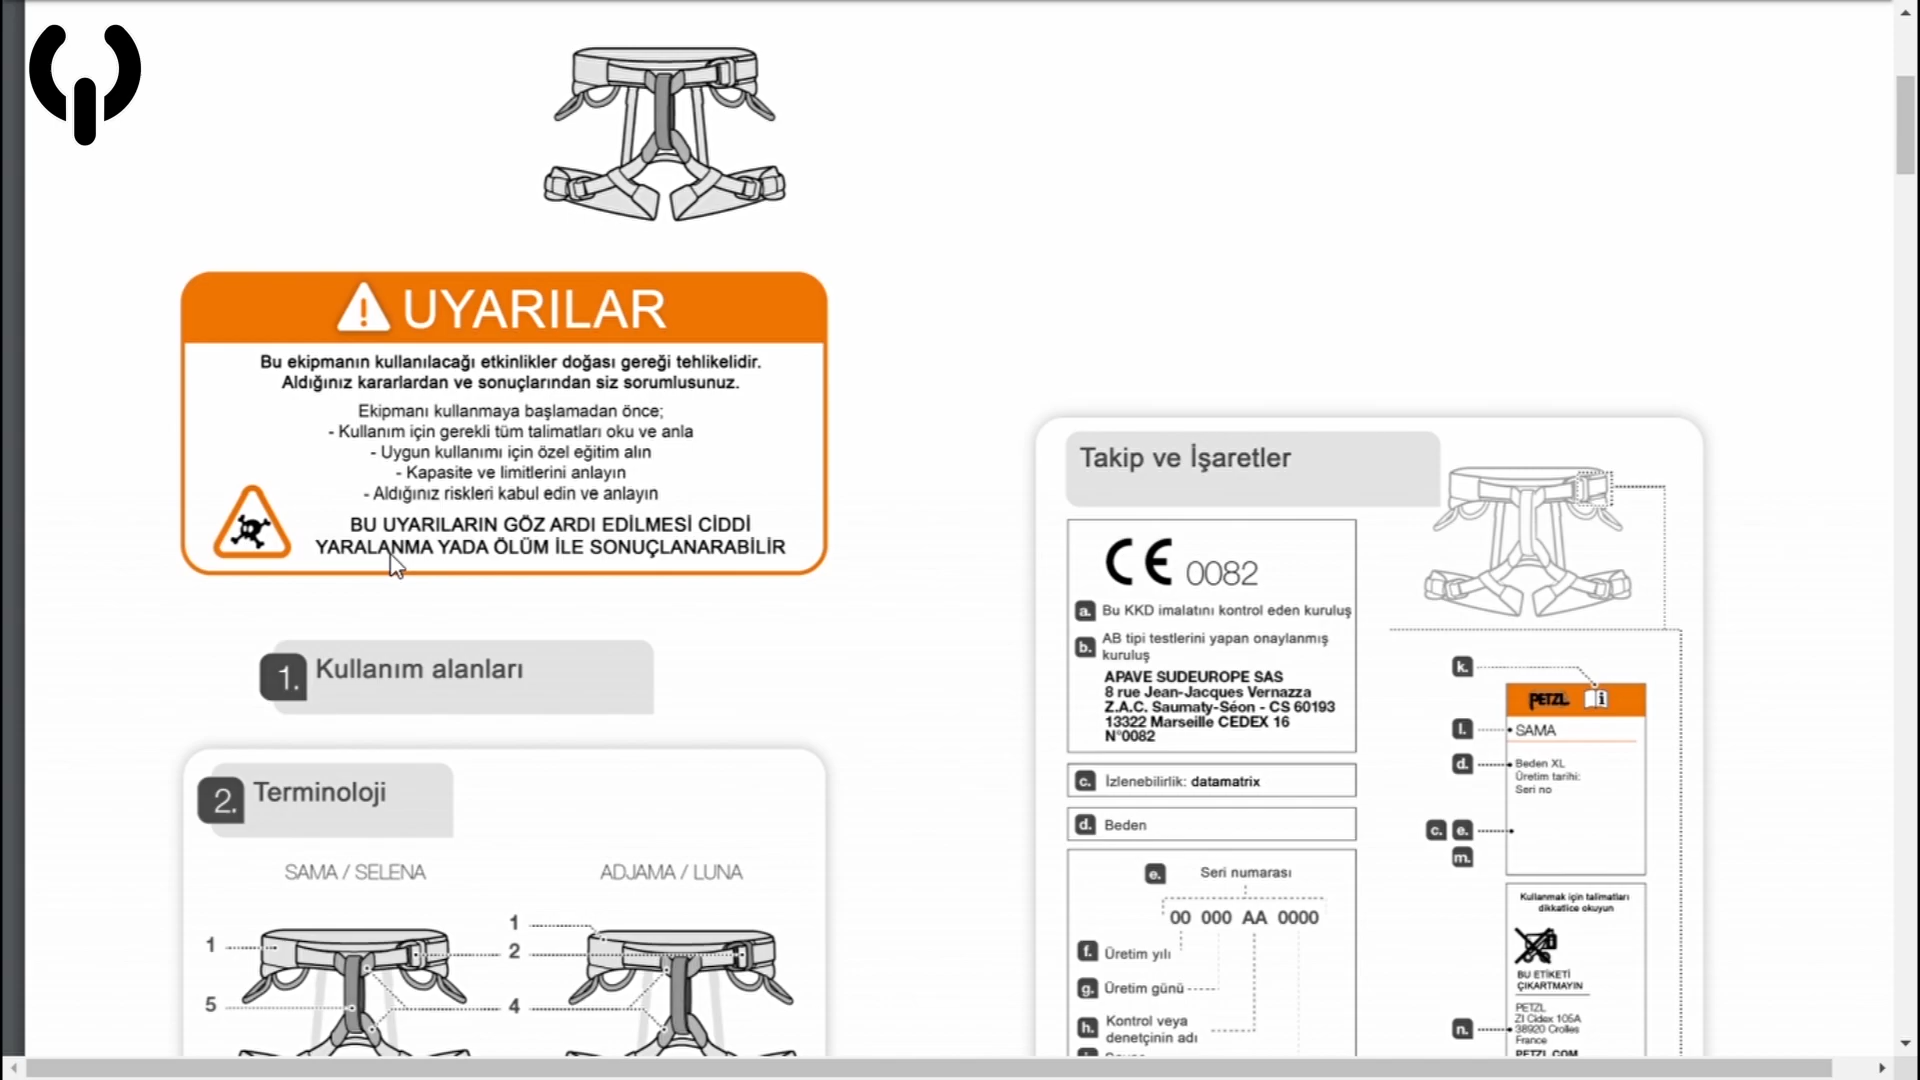 UYARILAR
Bu ekipmanın kullanılacağı etkinlikler doğası gereği tehlikelidir.
Aldığınız kararlardan ve sonuçlarından siz sorumlusunuz.
Ekipmanı kullanmaya başlamadan önce;
- Kullanım için gerekli tüm talimatları oku ve anla
- Uygun kullanımı için özel eğitim alın
- Kapasite ve limitlerini anlayın
- Aldığınız riskleri kabul edin ve anlayın
BU UYARILARIN GÖZ ARDI EDİLMESİ CİDDİ
YARALANMA YADA ÖLÜM İLE SONUÇLANARABİLİR
1. Kullanım alanları
2. Terminoloji
SAMA / SELENA
ADJAMA / LUNA
1
1
2
5
4
Takip ve İşaretler
CE 0082
a. Bu KKD imalatını kontrol eden kuruluş
b. AB tipi testlerini yapan onaylanmış
kuruluş
APAVE SUDEUROPE SAS
8 rue Jean-Jacques Vernazza
Z.A.C. Saumaty-Séon - CS 60193
13322 Marseille CEDEX 16
N°0082
c. İzlenebilirlik: datamatrix
d. Beden
e. Seri numarası
00 000 AA 0000
f. Üretim yılı
g. Üretim günü
h. Kontrol veya
denetçinin adı
k.
PETZL
l. SAMA
d. Beden XL
Üretim tarihi:
Seri no
c. e.
m.
Kullanmak için talimatları
dikkatlice okuyun
BU ETİKETİ
ÇIKARTMAYIN
PETZL
ZI Cidex 105A
n. 38920 Crolles
France
PETZL.COM